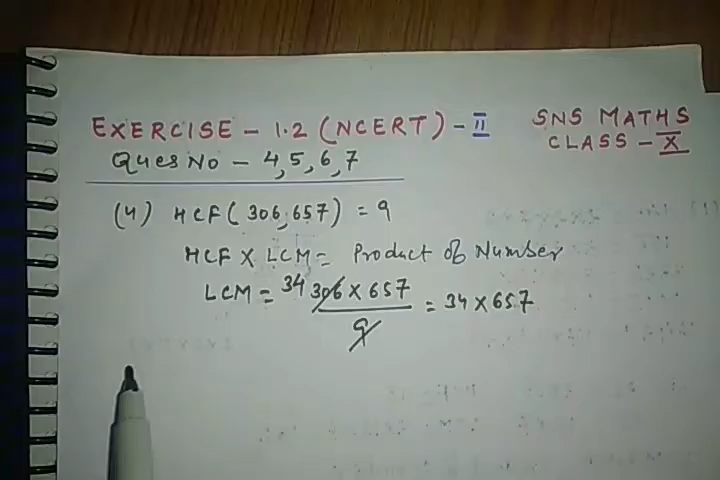 EXERCISE - 1.2 (NCERT) - II
SNS MATHS
CLASS - X
Ques No - 4,5,6,7
(4) HCF(306,657) = 9
HCF X LCM = Product of Number
LCM = 34 306 X 657 / 9 = 34 X 657